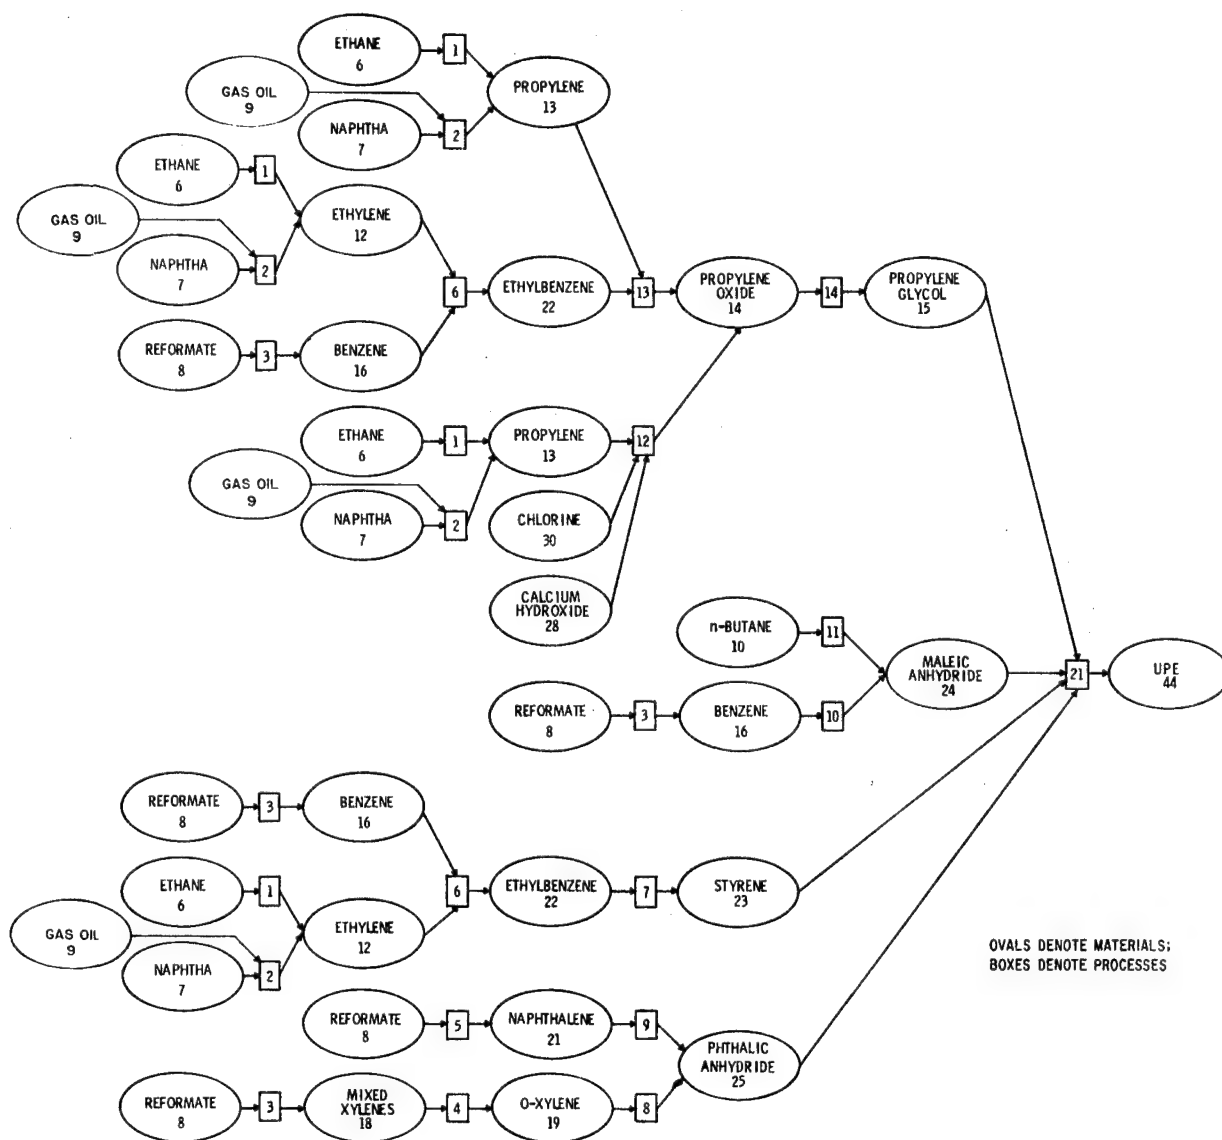 ETHANE
6
1
GAS OIL
9
PROPYLENE
13
NAPHTHA
7
2
ETHANE
6
1
GAS OIL
9
ETHYLENE
12
NAPHTHA
7
2
6
ETHYLBENZENE
22
13
PROPYLENE
OXIDE
14
14
PROPYLENE
GLYCOL
15
REFORMATE
8
3
BENZENE
16
ETHANE
6
1
PROPYLENE
13
12
GAS OIL
9
NAPHTHA
7
2
CHLORINE
30
CALCIUM
HYDROXIDE
28
n-BUTANE
10
11
MALEIC
ANHYDRIDE
24
21
UPE
44
REFORMATE
8
3
BENZENE
16
10
REFORMATE
8
3
BENZENE
16
ETHANE
6
1
6
ETHYLBENZENE
22
7
STYRENE
23
GAS OIL
9
ETHYLENE
12
NAPHTHA
7
2
OVALS DENOTE MATERIALS;
BOXES DENOTE PROCESSES
REFORMATE
8
5
NAPHTHALENE
21
9
PHTHALIC
ANHYDRIDE
25
REFORMATE
8
3
MIXED
XYLENES
18
4
O-XYLENE
19
8